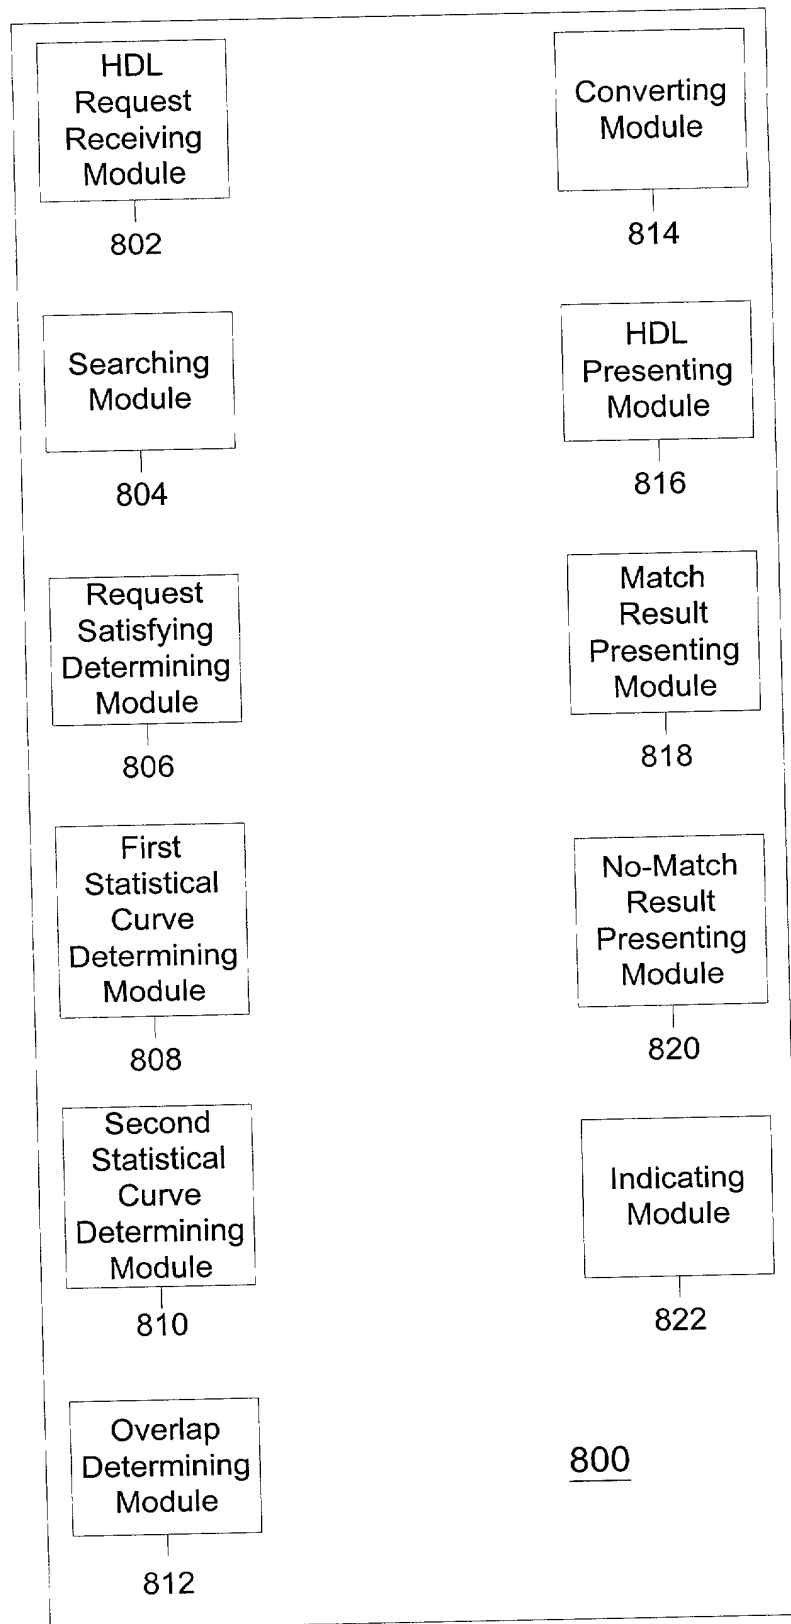 HDL
Request
Receiving
Module
802
Searching
Module
804
Request
Satisfying
Determining
Module
806
First
Statistical
Curve
Determining
Module
808
Second
Statistical
Curve
Determining
Module
810
Overlap
Determining
Module
812
Converting
Module
814
HDL
Presenting
Module
816
Match
Result
Presenting
Module
818
No-Match
Result
Presenting
Module
820
Indicating
Module
822
800